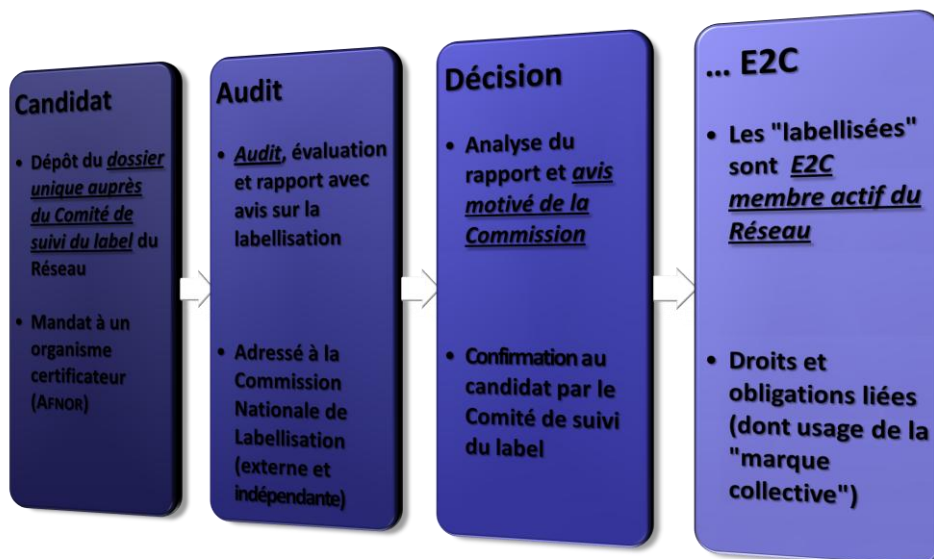 Candidat
• Dépôt du dossier
unique auprès
du Comité de
suivi du label du
Réseau
• Mandat à un
organisme
certificateur
(AFNOR)
Audit
• Audit, évaluation
et rapport avec
avis sur la
labellisation
• Adressé à la
Commission
Nationale de
Labellisation
(externe et
indépendante)
Décision
• Analyse du
rapport et avis
motivé de la
Commission
• Confirmation au
candidat par le
Comité de suivi
du label
... E2C
• Les "labellisées"
sont E2C
membre actif du
Réseau
• Droits et
obligations liées
(dont usage de la
"marque
collective")